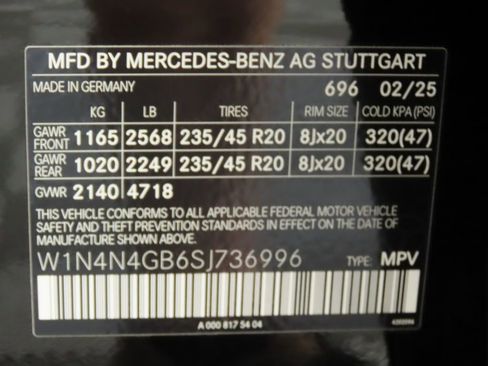 MFD BY MERCEDES-BENZ AG STUTTGART
MADE IN GERMANY 696 02/25
KG LB TIRES RIM SIZE COLD KPA (PSI)
GAWR FRONT 1165 2568 235/45 R20 8Jx20 320(47)
GAWR REAR 1020 2249 235/45 R20 8Jx20 320(47)
GVWR 2140 4718
THIS VEHICLE CONFORMS TO ALL APPLICABLE FEDERAL MOTOR VEHICLE
SAFETY AND THEFT PREVENTION STANDARDS IN EFFECT ON THE DATE
OF MANUFACTURE SHOWN ABOVE.
W1N4N4GB6SJ736996 TYPE: MPV
A 000 817 54 04